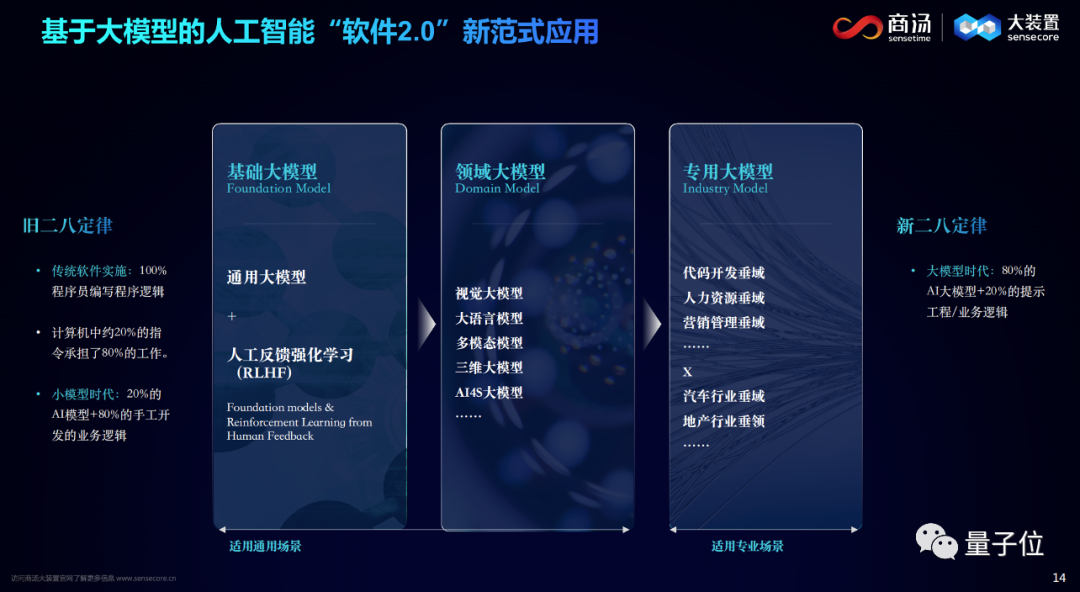 基于大模型的人工智能“软件2.0”新范式应用
商汤
sensetime
大装置
sensecore
旧二八定律
• 传统软件实施：100%
程序员编写程序逻辑
• 计算机中约20%的指
令承担了80%的工作。
• 小模型时代：20%的
AI模型+80%的手工开
发的业务逻辑
基础大模型
Foundation Model
通用大模型
+
人工反馈强化学习
（RLHF）
Foundation models &
Reinforcement Learning from
Human Feedback
领域大模型
Domain Model
视觉大模型
大语言模型
多模态模型
三维大模型
AI4S大模型
······
专用大模型
Industry Model
代码开发垂域
人力资源垂域
营销管理垂域
······
X
汽车行业垂域
地产行业垂领
······
新二八定律
• 大模型时代：80%的
AI大模型+20%的提示
工程/业务逻辑
适用通用场景
适用专业场景
量子位
访问商汤大装置官网了解更多信息 www.sensecore.cn
14